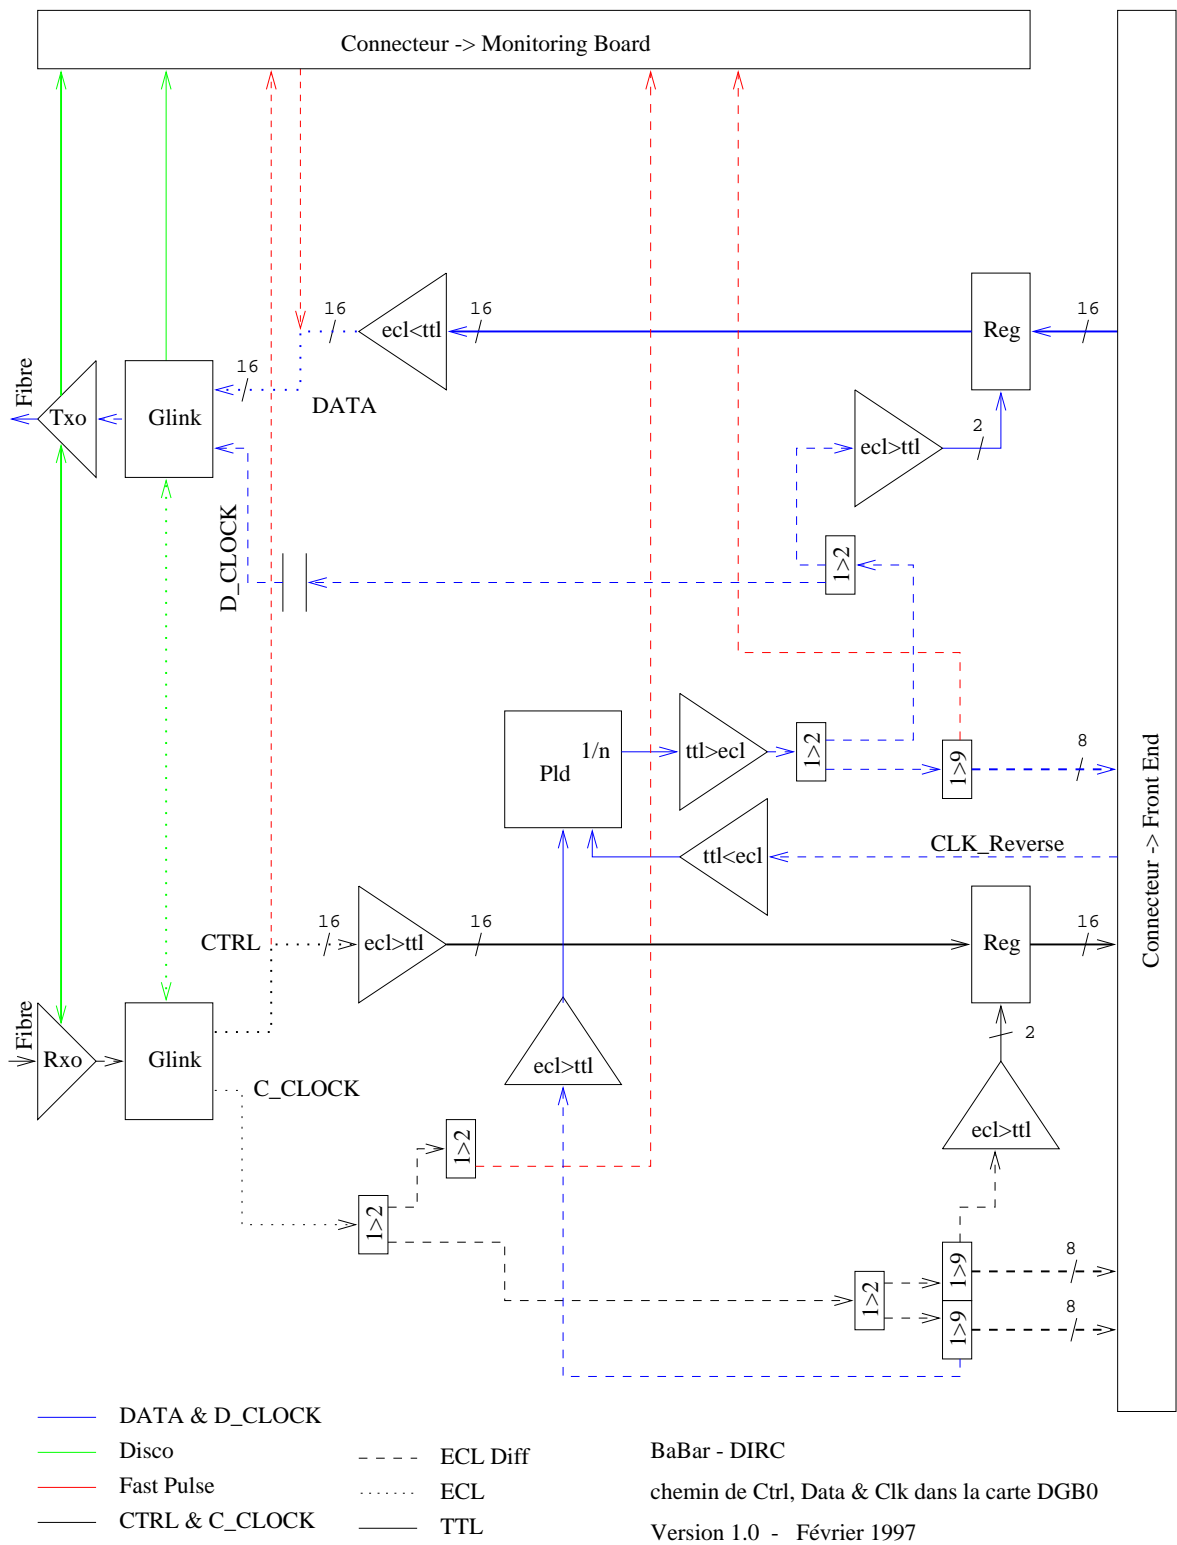 Connecteur -> Monitoring Board
16
ecl<ttl
16
Reg
16
16
DATA
Fibre
Txo
Glink
ecl>ttl
2
D_CLOCK
1>2
1/n
Pld
ttl>ecl
1>2
1>9
8
ttl<ecl
CLK_Reverse
Connecteur -> Front End
CTRL
16
ecl>ttl
16
Reg
16
Fibre
Rxo
Glink
C_CLOCK
ecl>ttl
2
ecl>ttl
1>2
1>2
1>2
1>9
8
1>9
8
DATA & D_CLOCK
Disco
Fast Pulse
CTRL & C_CLOCK
ECL Diff
ECL
TTL
BaBar - DIRC
chemin de Ctrl, Data & Clk dans la carte DGB0
Version 1.0 - Février 1997